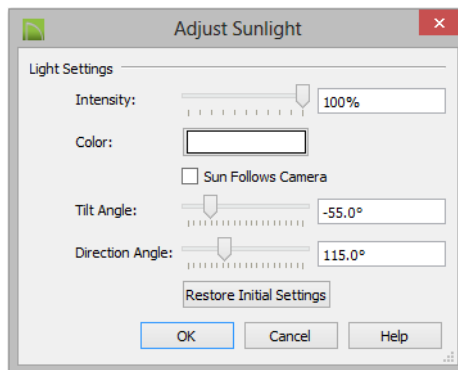 Adjust Sunlight
Light Settings
Intensity: 100%
Color:
Sun Follows Camera
Tilt Angle: -55.0°
Direction Angle: 115.0°
Restore Initial Settings
OK Cancel Help